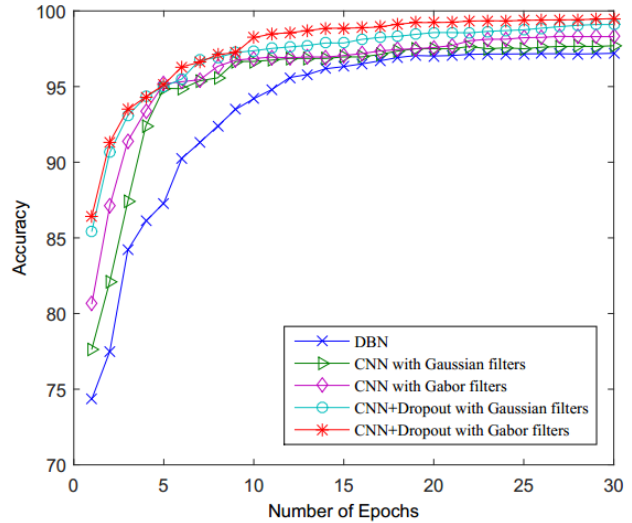 100
95
90
85
80
75
70
Accuracy
DBN
CNN with Gaussian filters
CNN with Gabor filters
CNN+Dropout with Gaussian filters
CNN+Dropout with Gabor filters
0 5 10 15 20 25 30
Number of Epochs